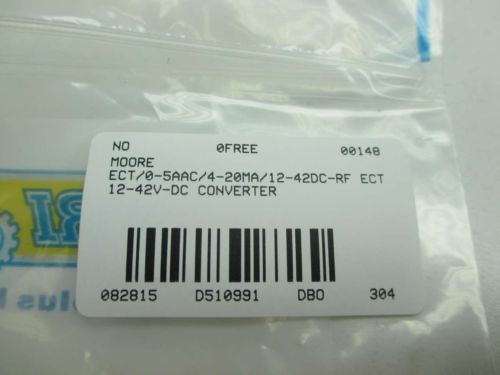 NO 0FREE 00148
MOORE
ECT/0-5AAC/4-20MA/12-42DC-RF ECT
12-42V-DC CONVERTER
082815 D510991 DBO 304